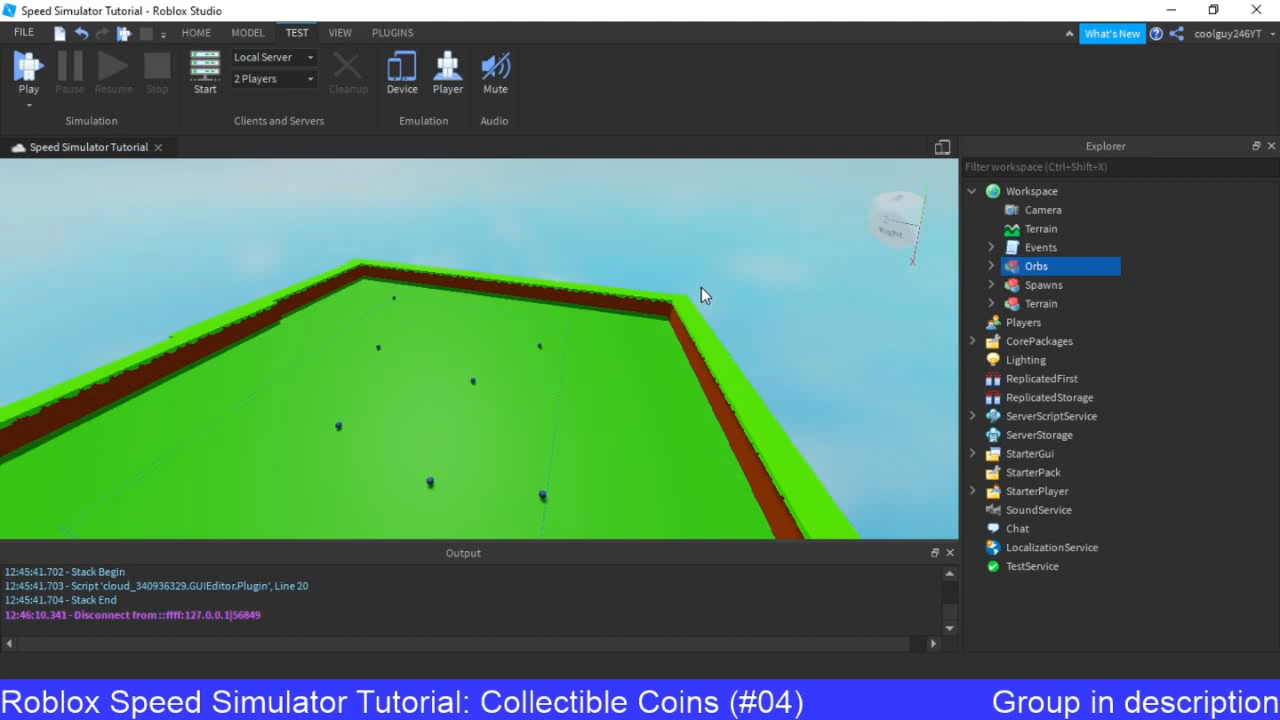 Speed Simulator Tutorial - Roblox Studio
FILE HOME MODEL TEST VIEW PLUGINS What's New coolguy246YT
Play Pause Resume Stop Start Local Server 2 Players Cleanup Device Player Mute
Simulation Clients and Servers Emulation Audio
Speed Simulator Tutorial
Explorer
Filter workspace (Ctrl+Shift+X)
Workspace
Camera
Terrain
Events
Orbs
Spawns
Terrain
Players
CorePackages
Lighting
ReplicatedFirst
ReplicatedStorage
ServerScriptService
ServerStorage
StarterGui
StarterPack
StarterPlayer
SoundService
Chat
LocalizationService
TestService
Right
X
Output
12:45:41.702 - Stack Begin
12:45:41.703 - Script 'cloud_340936329.GUIEditor.Plugin', Line 20
12:45:41.704 - Stack End
12:46:10.341 - Disconnect from ::ffff:127.0.0.1|56849
Roblox Speed Simulator Tutorial: Collectible Coins (#04) Group in description